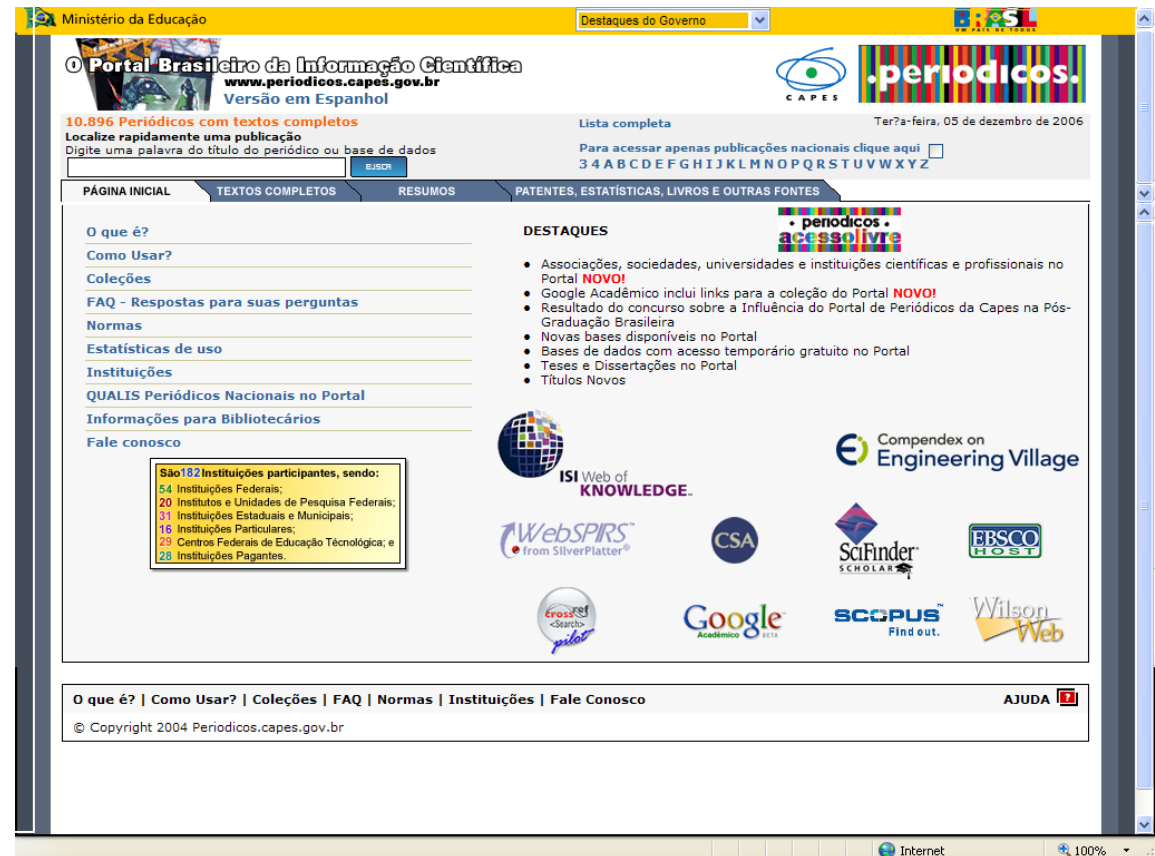 Ministério da Educação
Destaques do Governo
BRASIL
UM PAÍS DE TODOS
O Portal Brasileiro da Informação Científica
www.periodicos.capes.gov.br
Versão em Espanhol
CAPES
.periodicos.
10.896 Periódicos com textos completos
Lista completa
Ter?a-feira, 05 de dezembro de 2006
Localize rapidamente uma publicação
Digite uma palavra do título do periódico ou base de dados
BUSCAR
Para acessar apenas publicações nacionais clique aqui
3 4 A B C D E F G H I J K L M N O P Q R S T U V W X Y Z
PÁGINA INICIAL
TEXTOS COMPLETOS
RESUMOS
PATENTES, ESTATÍSTICAS, LIVROS E OUTRAS FONTES
O que é?
Como Usar?
Coleções
FAQ - Respostas para suas perguntas
Normas
Estatísticas de uso
Instituições
QUALIS Periódicos Nacionais no Portal
Informações para Bibliotecários
Fale conosco
São 182 Instituições participantes, sendo:
54 Instituições Federais;
20 Institutos e Unidades de Pesquisa Federais;
31 Instituições Estaduais e Municipais;
16 Instituições Particulares;
29 Centros Federais de Educação Técnológica; e
28 Instituições Pagantes.
DESTAQUES
• periodicos •
acessolivre
• Associações, sociedades, universidades e instituições científicas e profissionais no
Portal NOVO!
• Google Acadêmico inclui links para a coleção do Portal NOVO!
• Resultado do concurso sobre a Influência do Portal de Periódicos da Capes na Pós-
Graduação Brasileira
• Novas bases disponíveis no Portal
• Bases de dados com acesso temporário gratuito no Portal
• Teses e Dissertações no Portal
• Títulos Novos
ISI Web of
KNOWLEDGE
Compendex on
Engineering Village
WebSPIRS™
from SilverPlatter®
CSA
SciFinder
SCHOLAR
EBSCO
HOST
crossref
<Search>
pilot
Google
Acadêmico BETA
SCOPUS™
Find out.
Wilson
Web
O que é? | Como Usar? | Coleções | FAQ | Normas | Instituições | Fale Conosco
AJUDA ?
© Copyright 2004 Periodicos.capes.gov.br
Internet
100%